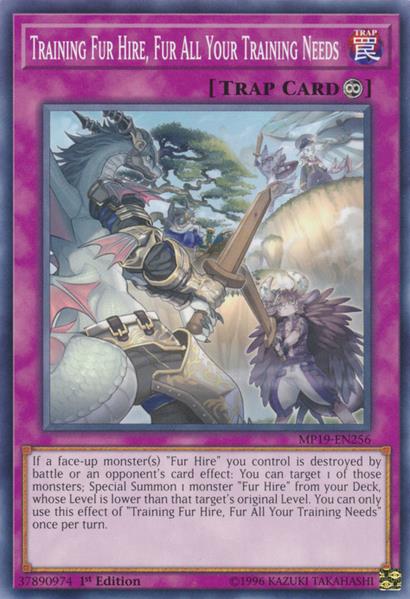 Training Fur Hire, Fur All Your Training Needs
TRAP
罠
[Trap Card]
MP19-EN256
If a face-up monster(s) "Fur Hire" you control is destroyed by
battle or an opponent's card effect: You can target 1 of those
monsters; Special Summon 1 monster "Fur Hire" from your Deck,
whose Level is lower than that target's original Level. You can only
use this effect of "Training Fur Hire, Fur All Your Training Needs"
once per turn.
37890974 1st Edition ©1996 KAZUKI TAKAHASHI